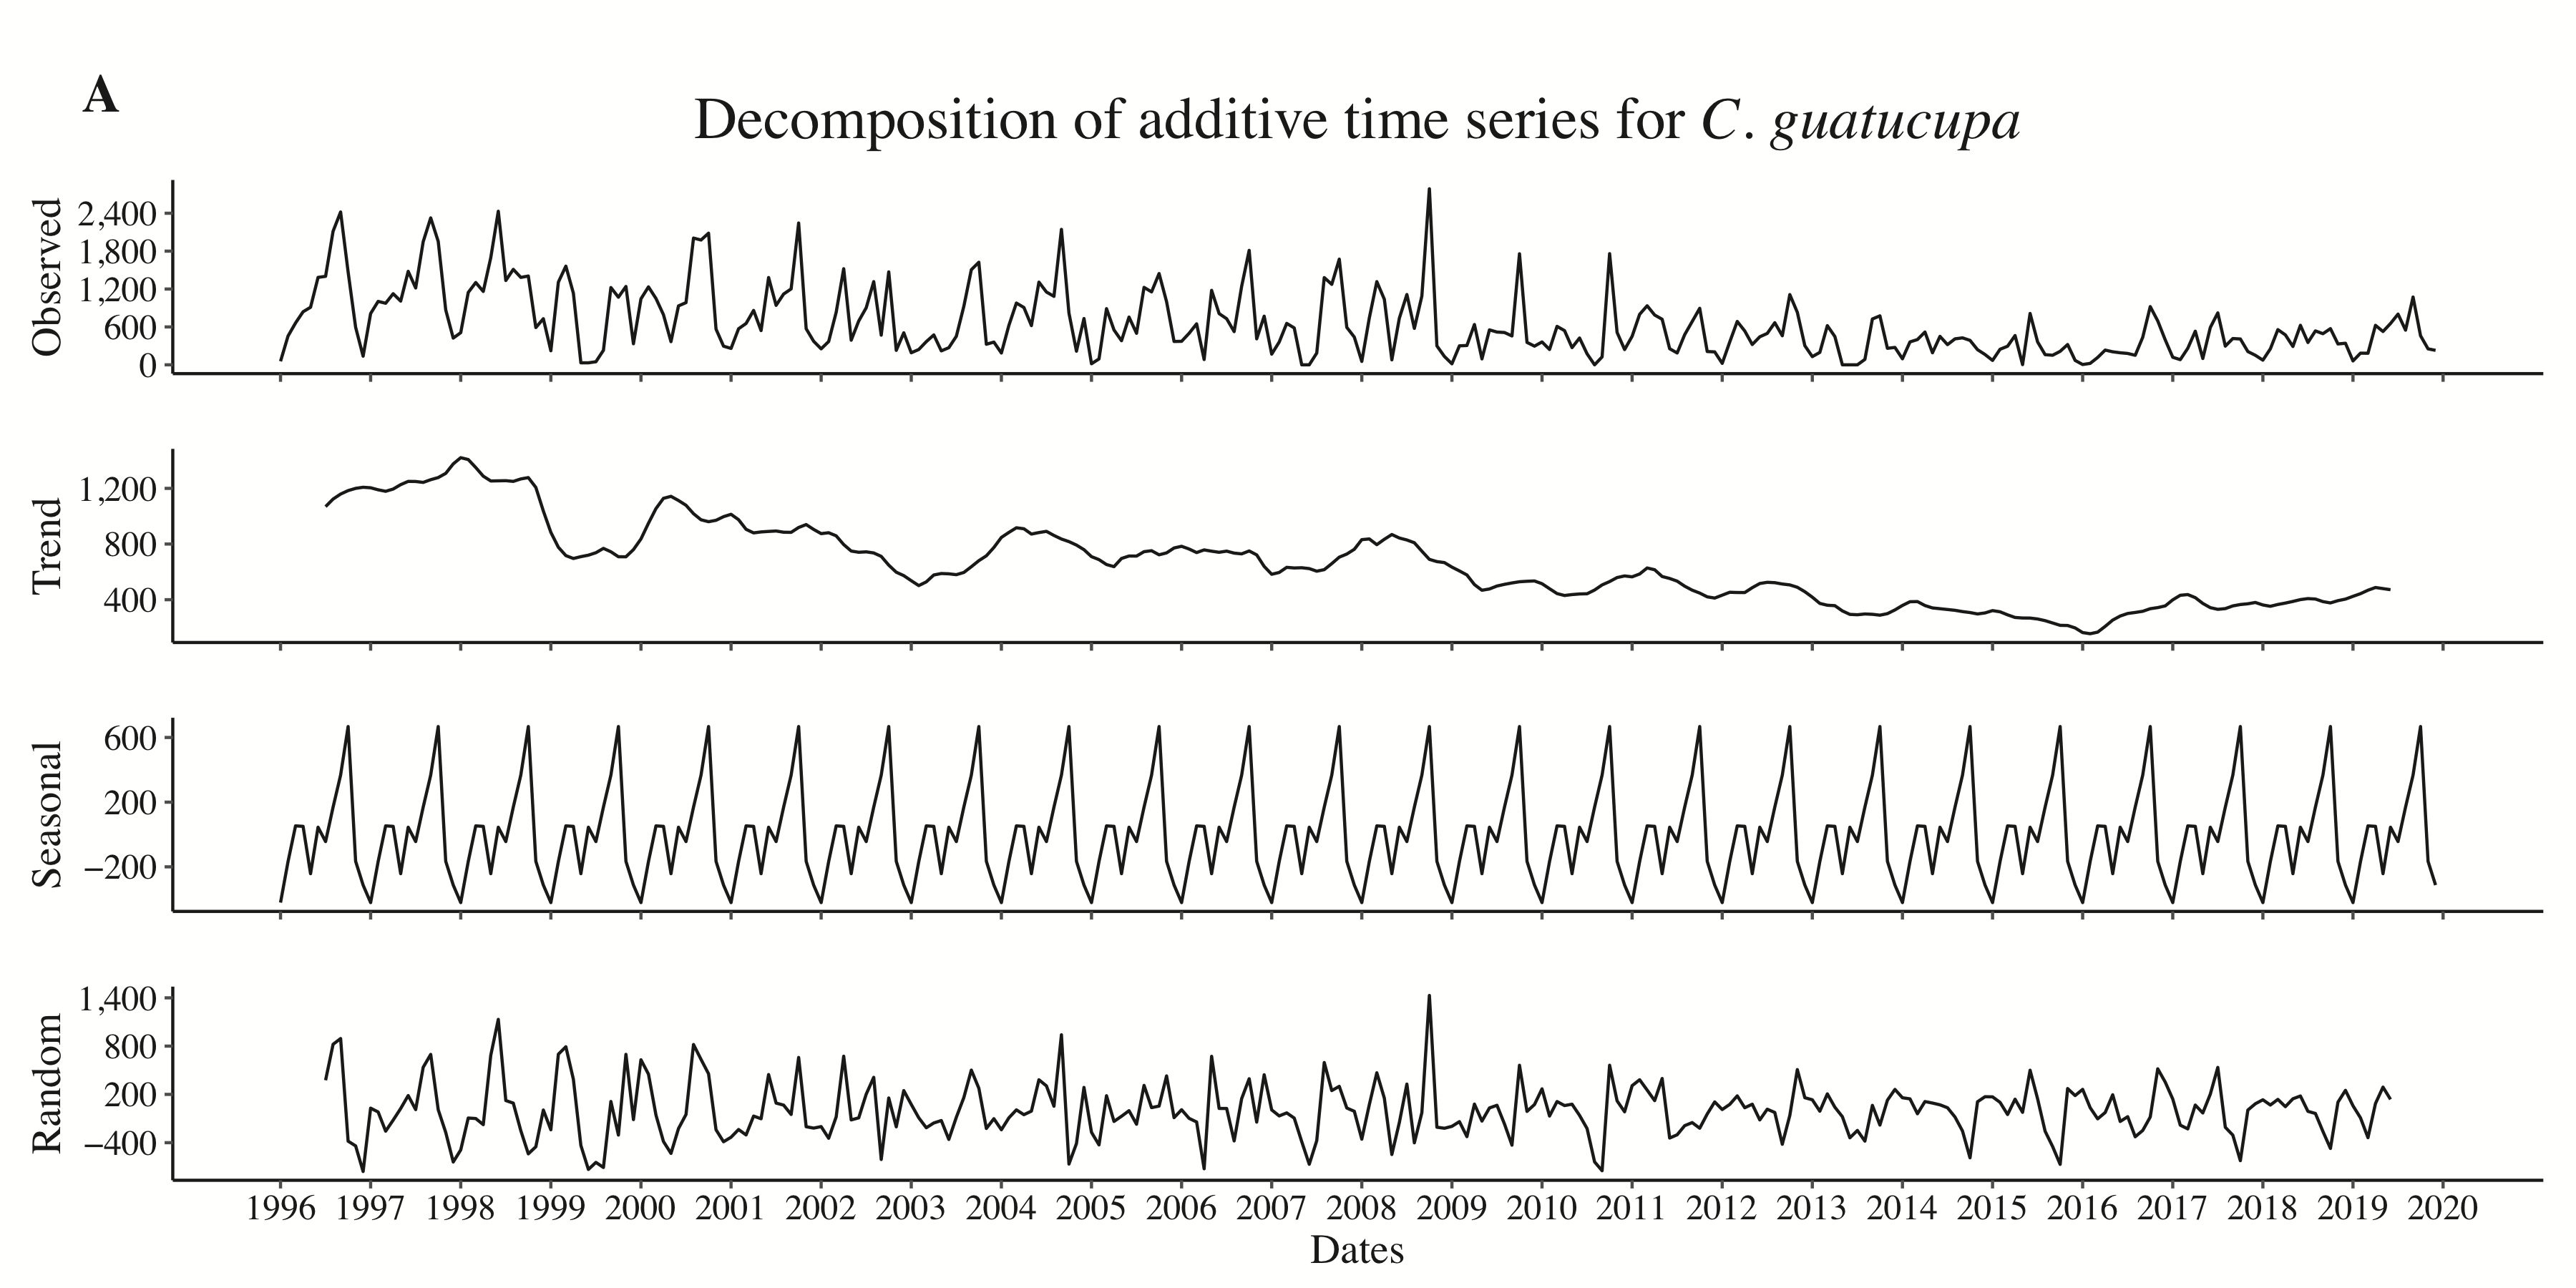 A
Decomposition of additive time series for C. guatucupa
Observed
2,400
1,800
1,200
600
0
Trend
1,200
800
400
Seasonal
600
200
−200
Random
1,400
800
200
−400
1996 1997 1998 1999 2000 2001 2002 2003 2004 2005 2006 2007 2008 2009 2010 2011 2012 2013 2014 2015 2016 2017 2018 2019 2020
Dates